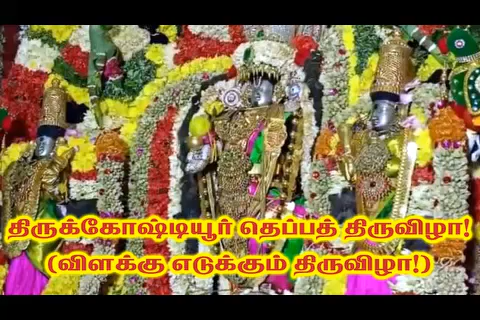 திருக்கோஷ்டியூர் தெப்பத் திருவிழா!
(விளக்கு எடுக்கும் திருவிழா!)